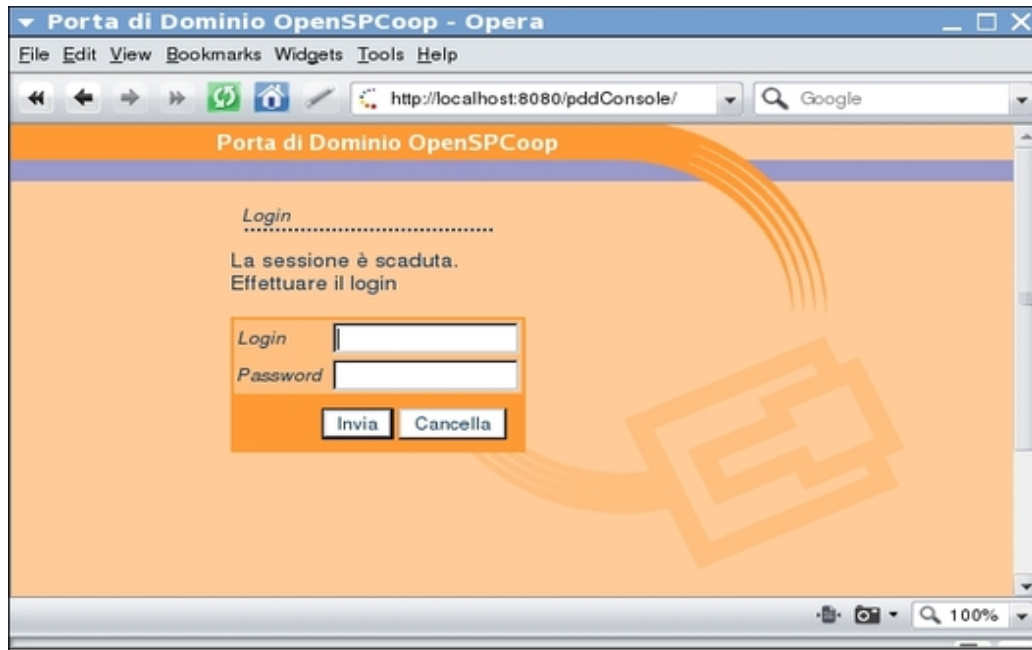 Porta di Dominio OpenSPCoop - Opera
File Edit View Bookmarks Widgets Tools Help
http://localhost:8080/pddConsole/ Google
Porta di Dominio OpenSPCoop
Login
La sessione è scaduta.
Effettuare il login
Login
Password
Invia Cancella
100%